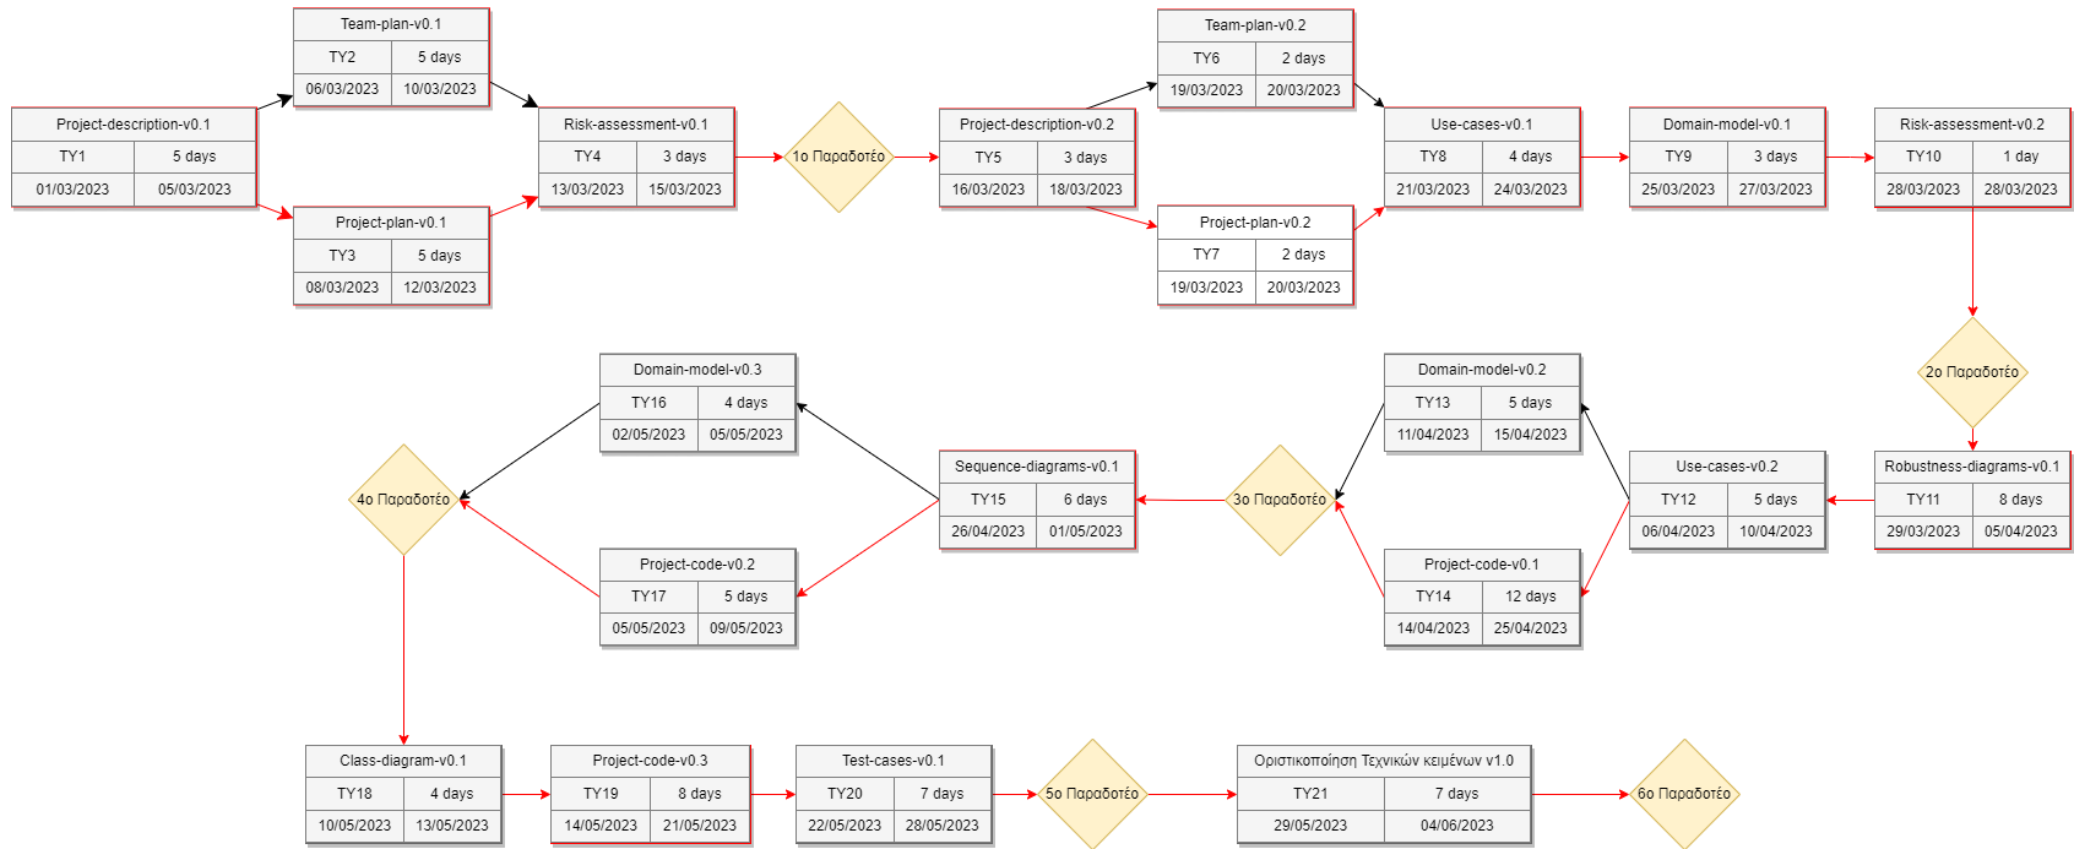 Project-description-v0.1
TY1 5 days
01/03/2023 05/03/2023
Team-plan-v0.1
TY2 5 days
06/03/2023 10/03/2023
Project-plan-v0.1
TY3 5 days
08/03/2023 12/03/2023
Risk-assessment-v0.1
TY4 3 days
13/03/2023 15/03/2023
1ο Παραδοτέο
Project-description-v0.2
TY5 3 days
16/03/2023 18/03/2023
Team-plan-v0.2
TY6 2 days
19/03/2023 20/03/2023
Project-plan-v0.2
TY7 2 days
19/03/2023 20/03/2023
Use-cases-v0.1
TY8 4 days
21/03/2023 24/03/2023
Domain-model-v0.1
TY9 3 days
25/03/2023 27/03/2023
Risk-assessment-v0.2
TY10 1 day
28/03/2023 28/03/2023
2ο Παραδοτέο
Robustness-diagrams-v0.1
TY11 8 days
29/03/2023 05/04/2023
Use-cases-v0.2
TY12 5 days
06/04/2023 10/04/2023
Domain-model-v0.2
TY13 5 days
11/04/2023 15/04/2023
Project-code-v0.1
TY14 12 days
14/04/2023 25/04/2023
3ο Παραδοτέο
Sequence-diagrams-v0.1
TY15 6 days
26/04/2023 01/05/2023
Domain-model-v0.3
TY16 4 days
02/05/2023 05/05/2023
Project-code-v0.2
TY17 5 days
05/05/2023 09/05/2023
4ο Παραδοτέο
Class-diagram-v0.1
TY18 4 days
10/05/2023 13/05/2023
Project-code-v0.3
TY19 8 days
14/05/2023 21/05/2023
Test-cases-v0.1
TY20 7 days
22/05/2023 28/05/2023
5ο Παραδοτέο
Οριστικοποίηση Τεχνικών κειμένων v1.0
TY21 7 days
29/05/2023 04/06/2023
6ο Παραδοτέο